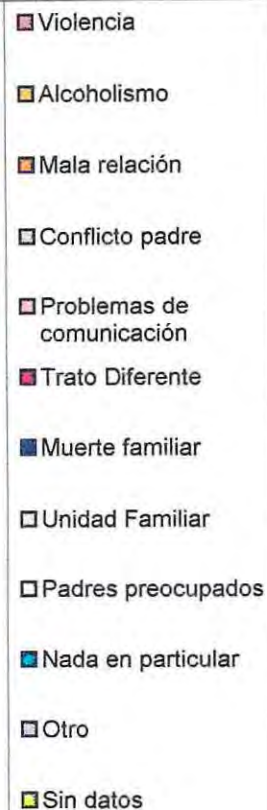 Violencia
Alcoholismo
Mala relación
Conflicto padre
Problemas de
comunicación
Trato Diferente
Muerte familiar
Unidad Familiar
Padres preocupados
Nada en particular
Otro
Sin datos